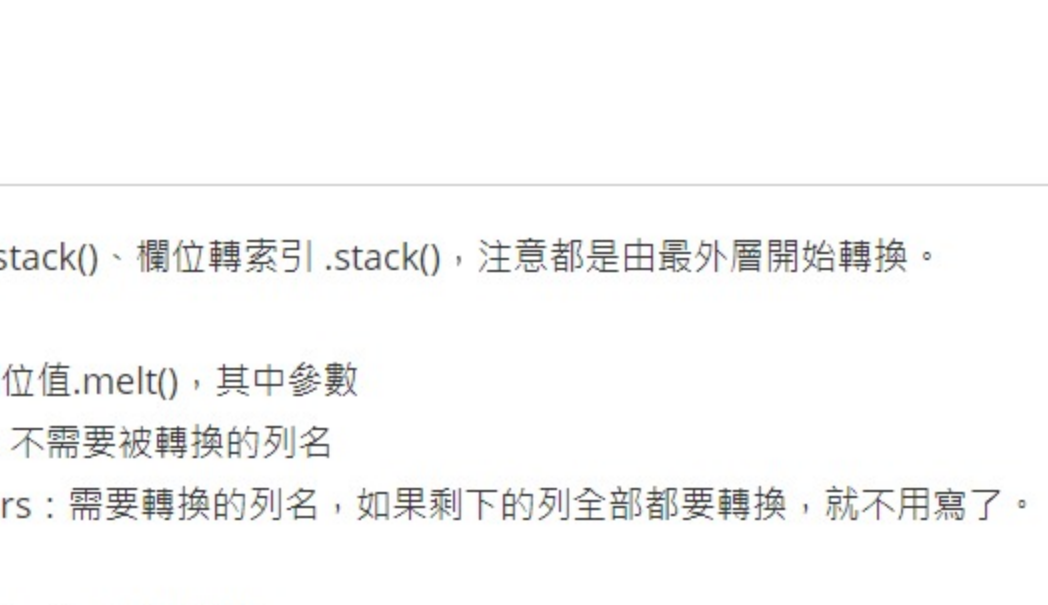 stack()、欄位轉索引 .stack()，注意都是由最外層開始轉換。
位值.melt()，其中參數
不需要被轉換的列名
rs：需要轉換的列名，如果剩下的列全部都要轉換，就不用寫了。